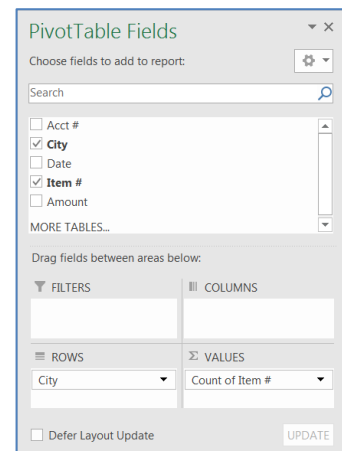 PivotTable Fields
Choose fields to add to report:
Search
Acct #
City
Date
Item #
Amount
MORE TABLES...
Drag fields between areas below:
FILTERS
COLUMNS
ROWS
Σ VALUES
City
Count of Item #
Defer Layout Update
UPDATE